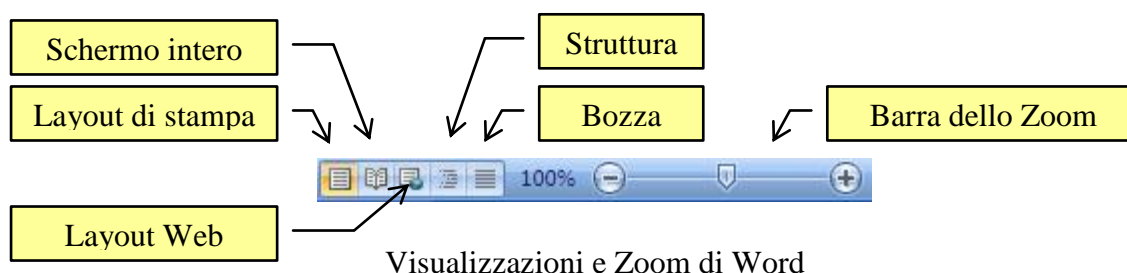 Schermo intero
Struttura
Layout di stampa
Bozza
Barra dello Zoom
100%
Layout Web
Visualizzazioni e Zoom di Word